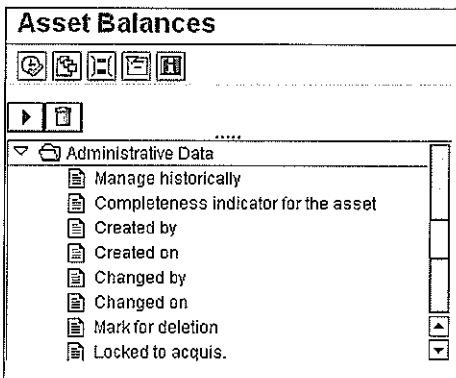 Asset Balances
Administrative Data
Manage historically
Completeness indicator for the asset
Created by
Created on
Changed by
Changed on
Mark for deletion
Locked to acquis.